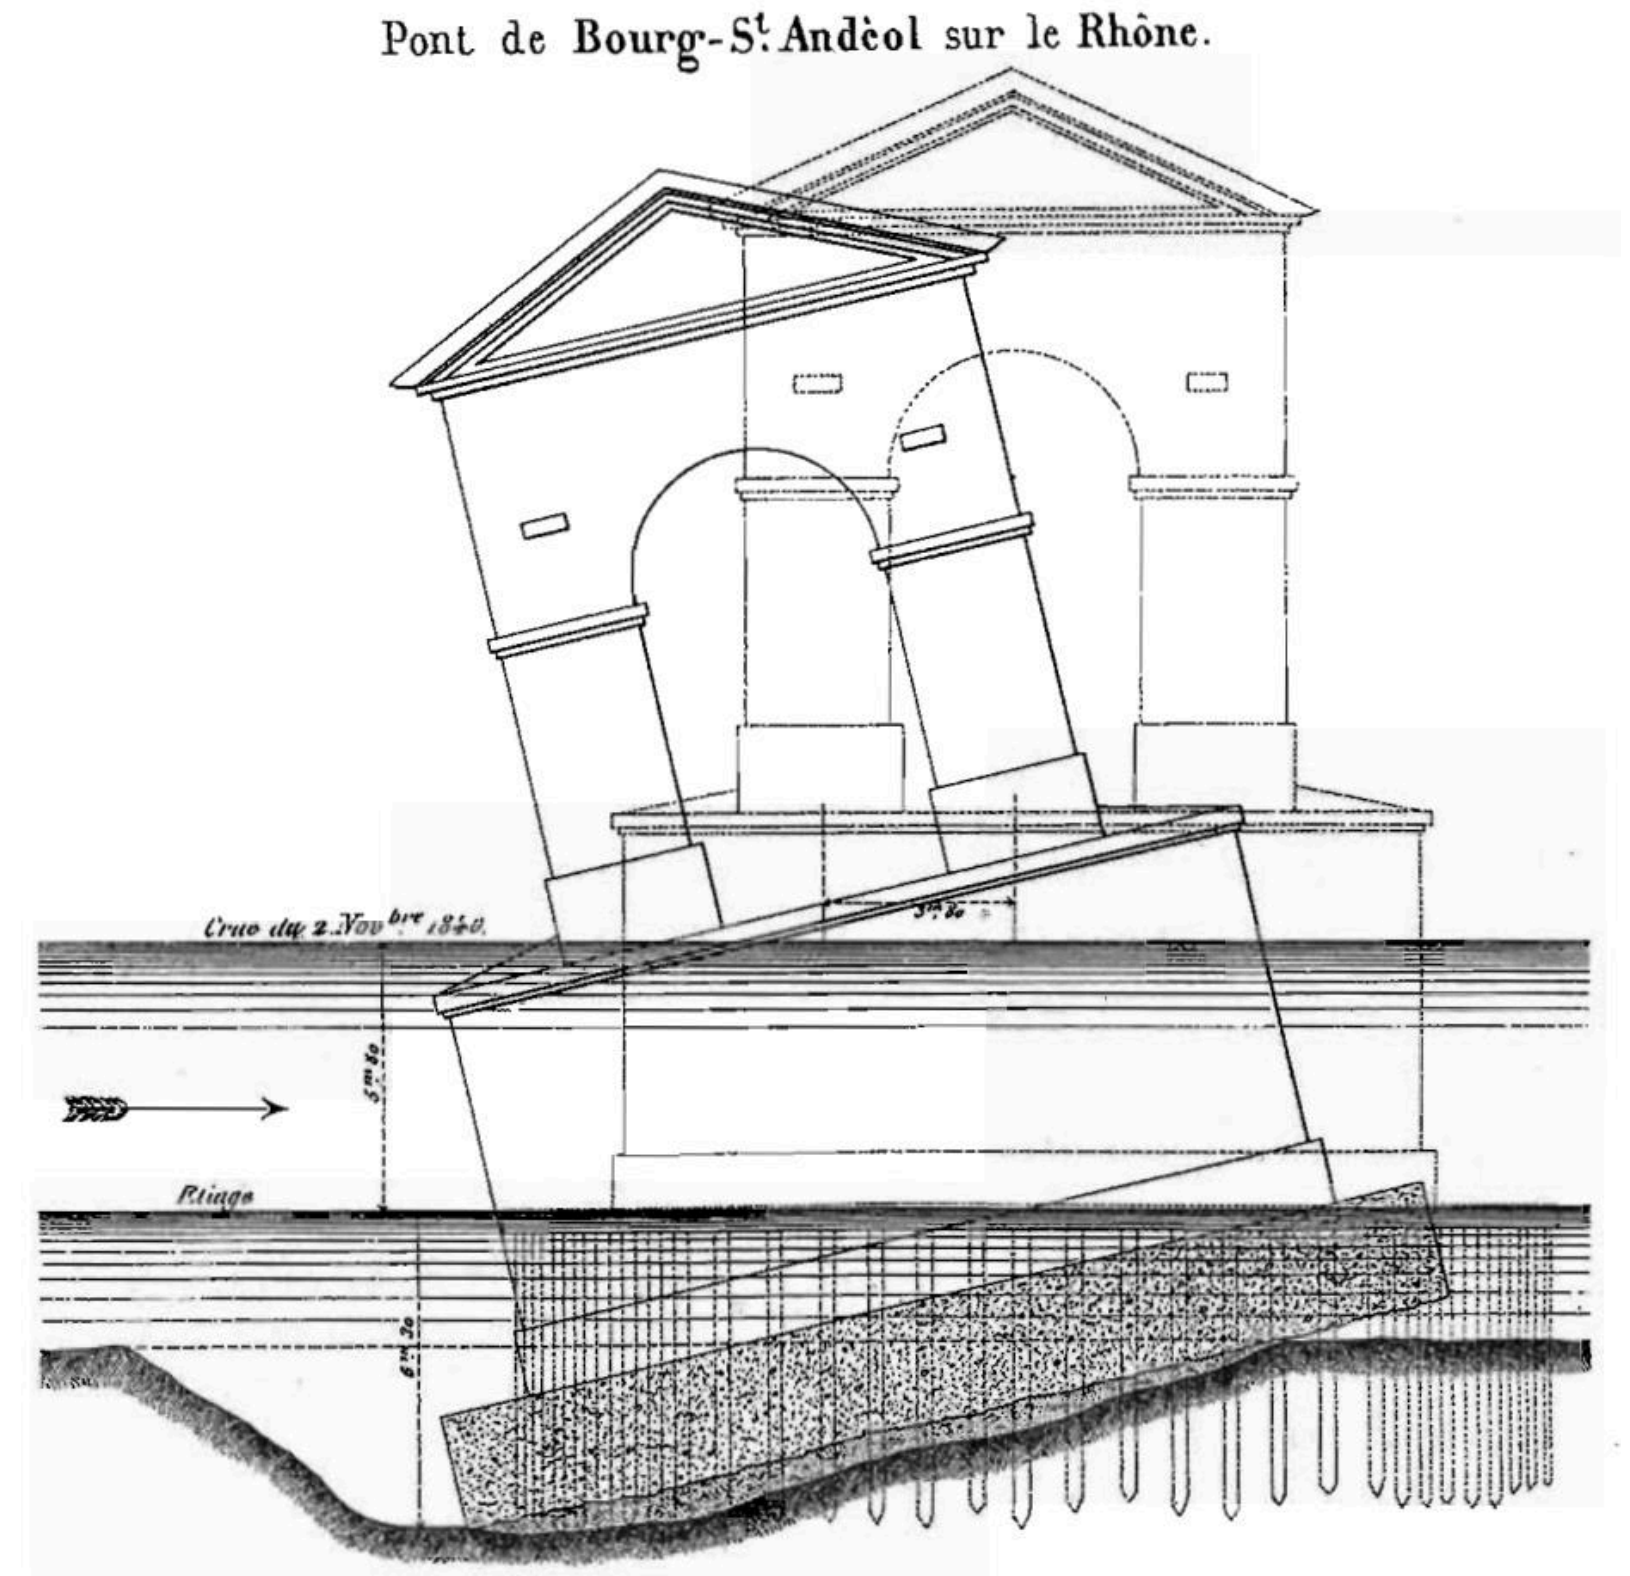 Pont de Bourg-St. Andèol sur le Rhône.
Crue du 2 Novbre 1840.
3m.80
5m.80
Etiage
6m.20